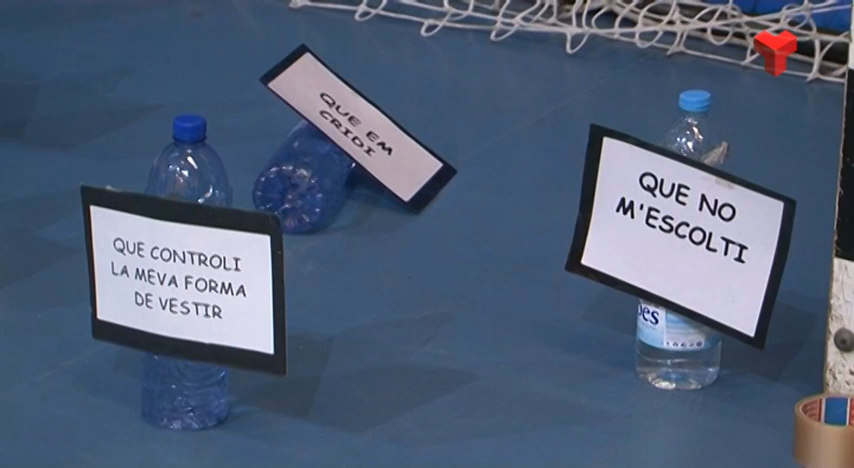 QUE EM
CRIDI
QUE NO
M'ESCOLTI
QUE CONTROLI
LA MEVA FORMA
DE VESTIR